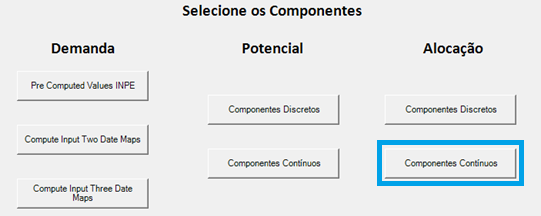 Selecione os Componentes
Demanda
Potencial
Alocação
Pre Computed Values INPE
Componentes Discretos
Componentes Discretos
Compute Input Two Date Maps
Componentes Contínuos
Componentes Contínuos
Compute Input Three Date
Maps